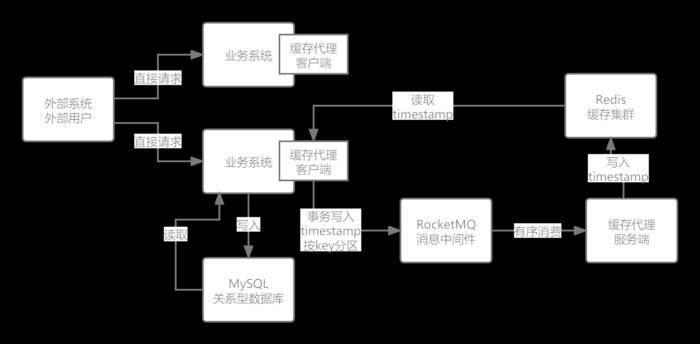 业务系统
缓存代理
客户端
直接请求
外部系统
外部用户
直接请求
业务系统
缓存代理
客户端
读取
timestamp
Redis
缓存集群
写入
timestamp
读取
写入
事务写入
timestamp
按key分区
RocketMQ
消息中间件
有序消费
缓存代理
服务端
MySQL
关系型数据库